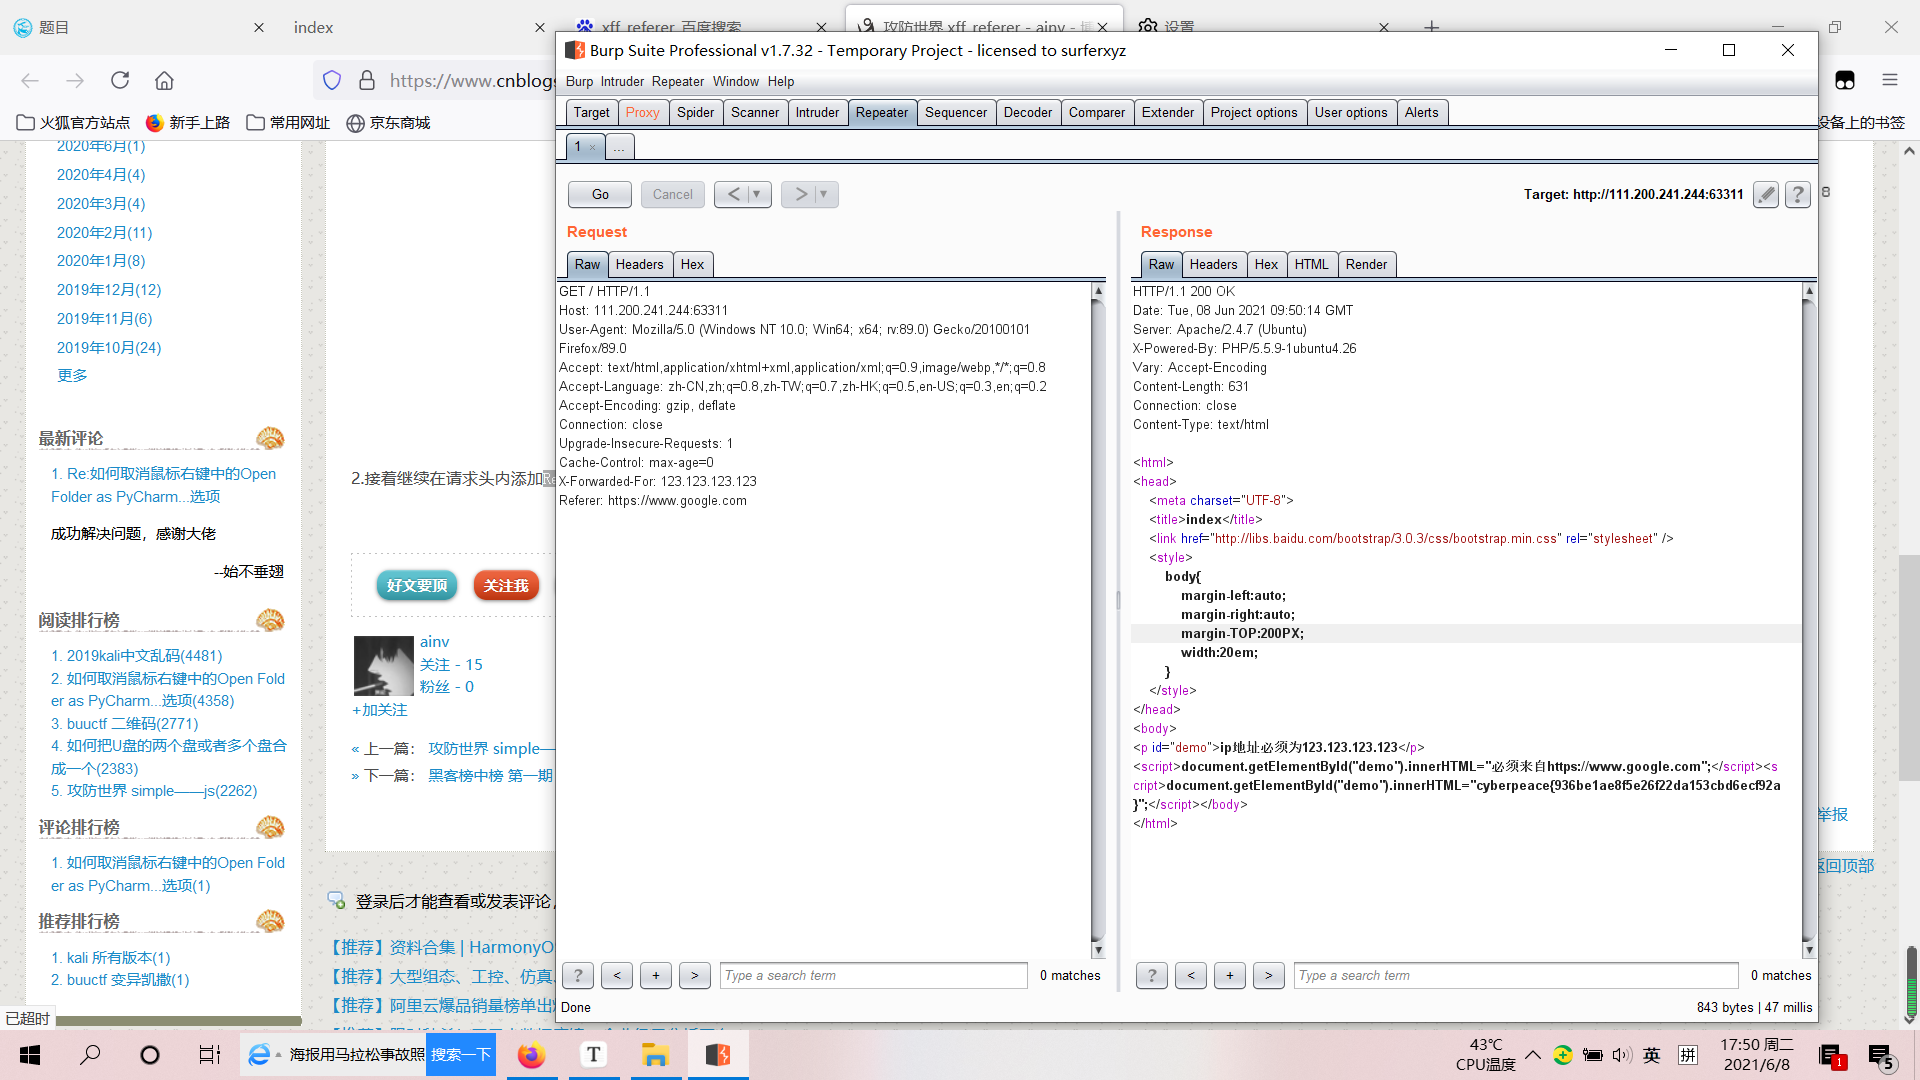 题目
index
xff_referer_百度搜索
攻防世界 xff_referer - ainv - 博
设置
https://www.cnblogs
火狐官方站点
新手上路
常用网址
京东商城
设备上的书签
2020年6月(1)
2020年4月(4)
2020年3月(4)
2020年2月(11)
2020年1月(8)
2019年12月(12)
2019年11月(6)
2019年10月(24)
更多
最新评论
1. Re:如何取消鼠标右键中的Open
Folder as PyCharm...选项
成功解决问题，感谢大佬
--始不垂翅
阅读排行榜
1. 2019kali中文乱码(4481)
2. 如何取消鼠标右键中的Open Fold
er as PyCharm...选项(4358)
3. buuctf 二维码(2771)
4. 如何把U盘的两个盘或者多个盘合
成一个(2383)
5. 攻防世界 simple——js(2262)
评论排行榜
1. 如何取消鼠标右键中的Open Fold
er as PyCharm...选项(1)
推荐排行榜
1. kali 所有版本(1)
2. buuctf 变异凯撒(1)
已超时
2.接着继续在请求头内添加Re
好文要顶
关注我
ainv
关注 - 15
粉丝 - 0
+加关注
« 上一篇： 攻防世界 simple—
» 下一篇： 黑客榜中榜 第一期
登录后才能查看或发表评论，
【推荐】资料合集 | HarmonyO
【推荐】大型组态、工控、仿真、
【推荐】阿里云爆品销量榜单出炉
8
举报
返回顶部
Burp Suite Professional v1.7.32 - Temporary Project - licensed to surferxyz
Burp Intruder Repeater Window Help
Target Proxy Spider Scanner Intruder Repeater Sequencer Decoder Comparer Extender Project options User options Alerts
1 × ...
Go Cancel < ▼ > ▼
Target: http://111.200.241.244:63311
?
Request
Raw Headers Hex
GET / HTTP/1.1
Host: 111.200.241.244:63311
User-Agent: Mozilla/5.0 (Windows NT 10.0; Win64; x64; rv:89.0) Gecko/20100101
Firefox/89.0
Accept: text/html,application/xhtml+xml,application/xml;q=0.9,image/webp,*/*;q=0.8
Accept-Language: zh-CN,zh;q=0.8,zh-TW;q=0.7,zh-HK;q=0.5,en-US;q=0.3,en;q=0.2
Accept-Encoding: gzip, deflate
Connection: close
Upgrade-Insecure-Requests: 1
Cache-Control: max-age=0
X-Forwarded-For: 123.123.123.123
Referer: https://www.google.com
? < + > Type a search term 0 matches
Done
Response
Raw Headers Hex HTML Render
HTTP/1.1 200 OK
Date: Tue, 08 Jun 2021 09:50:14 GMT
Server: Apache/2.4.7 (Ubuntu)
X-Powered-By: PHP/5.5.9-1ubuntu4.26
Vary: Accept-Encoding
Content-Length: 631
Connection: close
Content-Type: text/html
<html>
<head>
<meta charset="UTF-8">
<title>index</title>
<link href="http://libs.baidu.com/bootstrap/3.0.3/css/bootstrap.min.css" rel="stylesheet" />
<style>
body{
margin-left:auto;
margin-right:auto;
margin-TOP:200PX;
width:20em;
}
</style>
</head>
<body>
<p id="demo">ip地址必须为123.123.123.123</p>
<script>document.getElementById("demo").innerHTML="必须来自https://www.google.com";</script><s
cript>document.getElementById("demo").innerHTML="cyberpeace{936be1ae8f5e26f22da153cbd6ecf92a
}";</script></body>
</html>
? < + > Type a search term 0 matches
843 bytes | 47 millis
海报用马拉松事故照
搜索一下
T
43℃
CPU温度
英
拼
17:50 周二
2021/6/8
1
5